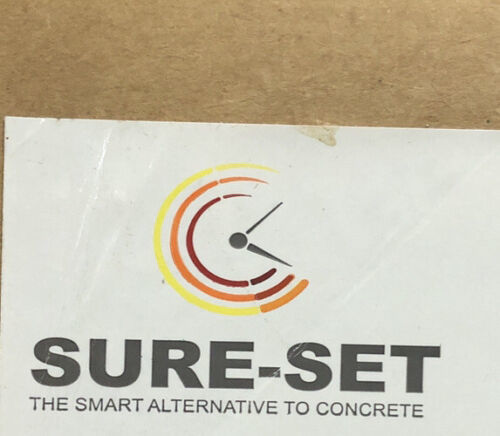 SURE-SET
THE SMART ALTERNATIVE TO CONCRETE